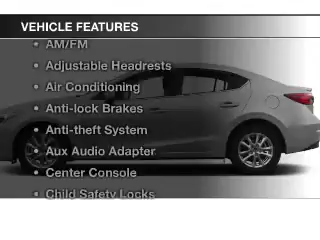 VEHICLE FEATURES
• AM/FM
• Adjustable Headrests
• Air Conditioning
• Anti-lock Brakes
• Anti-theft System
• Aux Audio Adapter
• Center Console
• Child Safety Locks